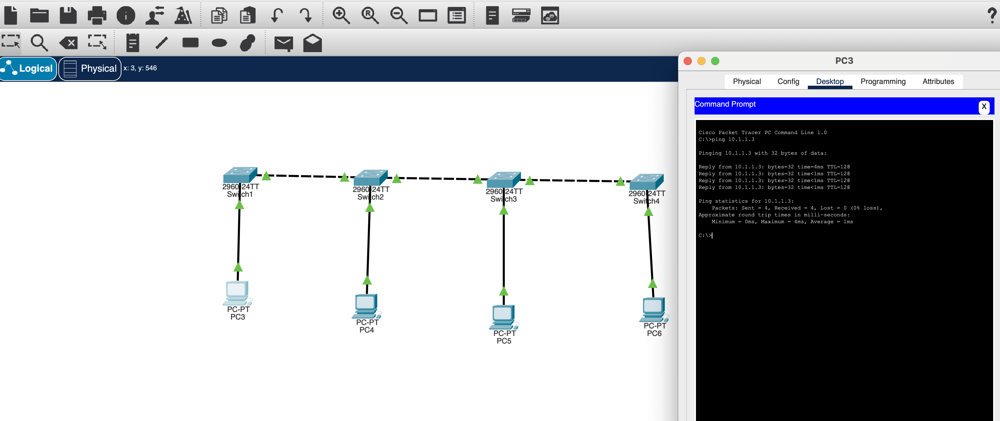 Logical
Physical
x: 3, y: 546
PC3
Physical
Config
Desktop
Programming
Attributes
Command Prompt
X
Cisco Packet Tracer PC Command Line 1.0
C:\>ping 10.1.1.3
Pinging 10.1.1.3 with 32 bytes of data:
Reply from 10.1.1.3: bytes=32 time=4ms TTL=128
Reply from 10.1.1.3: bytes=32 time<1ms TTL=128
Reply from 10.1.1.3: bytes=32 time<1ms TTL=128
Reply from 10.1.1.3: bytes=32 time<1ms TTL=128
Ping statistics for 10.1.1.3:
Packets: Sent = 4, Received = 4, Lost = 0 (0% loss),
Approximate round trip times in milli-seconds:
Minimum = 0ms, Maximum = 4ms, Average = 1ms
C:\>
2960-24TT
Switch1
2960-24TT
Switch2
2960-24TT
Switch3
2960-24TT
Switch4
PC-PT
PC3
PC-PT
PC4
PC-PT
PC5
PC-PT
PC6